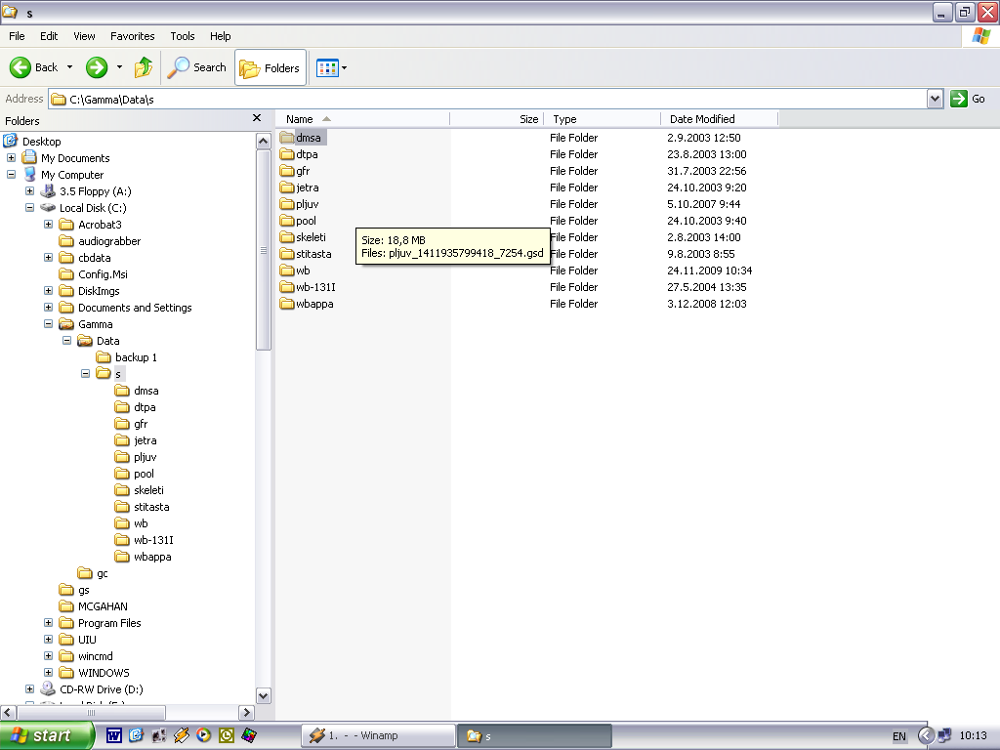 s
File Edit View Favorites Tools Help
Back Search Folders
Address C:\Gamma\Data\s Go
Folders
Name Size Type Date Modified
Desktop
My Documents
My Computer
3.5 Floppy (A:)
Local Disk (C:)
Acrobat3
audiograbber
cbdata
Config.Msi
DiskImgs
Documents and Settings
Gamma
Data
backup 1
s
dmsa
dtpa
gfr
jetra
pljuv
pool
skeleti
stitasta
wb
wb-131I
wbappa
gc
gs
MCGAHAN
Program Files
UIU
wincmd
WINDOWS
CD-RW Drive (D:)
dmsa File Folder 2.9.2003 12:50
dtpa File Folder 23.8.2003 13:00
gfr File Folder 31.7.2003 22:56
jetra File Folder 24.10.2003 9:20
pljuv File Folder 5.10.2007 9:44
pool File Folder 24.10.2003 9:40
skeleti File Folder 2.8.2003 14:00
stitasta File Folder 9.8.2003 8:55
wb File Folder 24.11.2009 10:34
wb-131I File Folder 27.5.2004 13:35
wbappa File Folder 3.12.2008 12:03
Size: 18,8 MB
Files: pljuv_1411935799418_7254.gsd
start 1. - - Winamp s EN 10:13